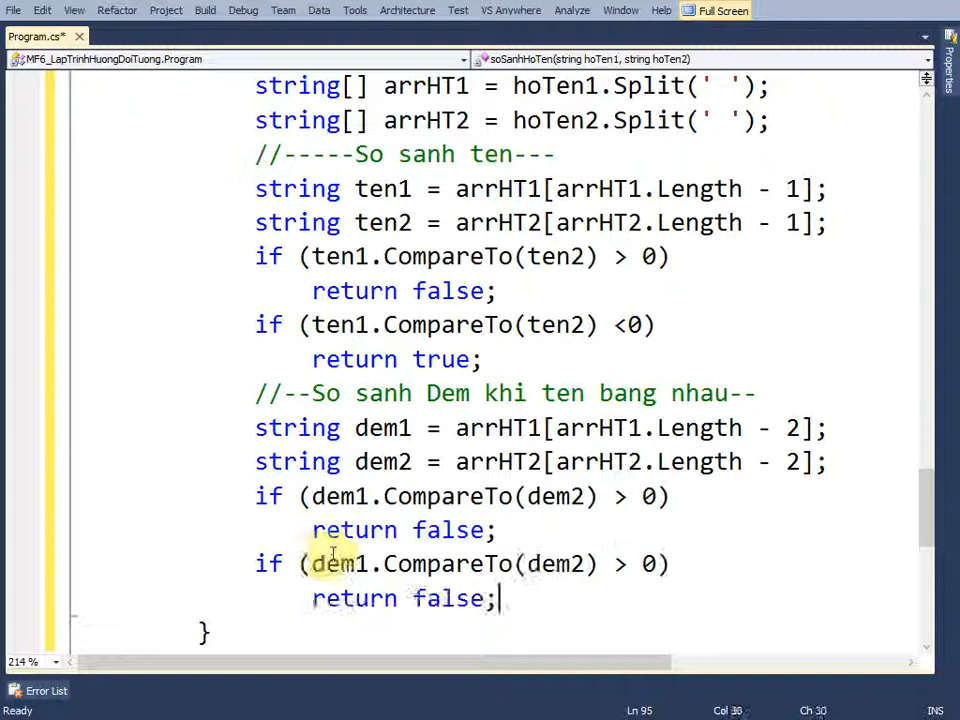 File Edit View Refactor Project Build Debug Team Data Tools Architecture Test VS Anywhere Analyze Window Help Full Screen
Program.cs*
MF6_LapTrinhHuongDoiTuong.Program soSanhHoTen(string hoTen1, string hoTen2)
Properties
string[] arrHT1 = hoTen1.Split(' ');
string[] arrHT2 = hoTen2.Split(' ');
//-----So sanh ten---
string ten1 = arrHT1[arrHT1.Length - 1];
string ten2 = arrHT2[arrHT2.Length - 1];
if (ten1.CompareTo(ten2) > 0)
return false;
if (ten1.CompareTo(ten2) <0)
return true;
//--So sanh Dem khi ten bang nhau--
string dem1 = arrHT1[arrHT1.Length - 2];
string dem2 = arrHT2[arrHT2.Length - 2];
if (dem1.CompareTo(dem2) > 0)
return false;
if (dem1.CompareTo(dem2) > 0)
return false;
}
214 %
Error List
Ready Ln 95 Col 30 Ch 30 INS